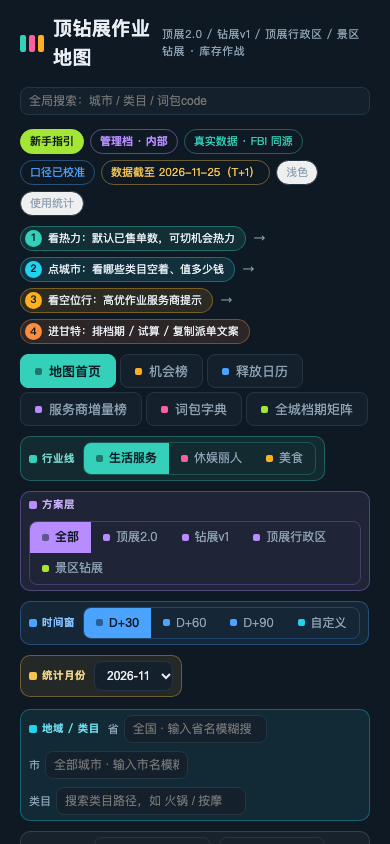 顶钻展作业地图
顶展2.0 / 钻展v1 / 顶展行政区 / 景区钻展 · 库存作战
全局搜索：城市 / 类目 / 词包code
新手指引
管理档 · 内部
真实数据 · FBI 同源
口径已校准
数据截至 2026-11-25（T+1）
浅色
使用统计
1 看热力：默认已售单数，可切机会热力 →
2 点城市：看哪些类目空着、值多少钱 →
3 看空位行：高优作业服务商提示 →
4 进甘特：排档期 / 试算 / 复制派单文案
地图首页
机会榜
释放日历
服务商增量榜
词包字典
全城档期矩阵
行业线 生活服务 休娱丽人 美食
方案层
全部 顶展2.0 钻展v1 顶展行政区
景区钻展
时间窗 D+30 D+60 D+90 自定义
统计月份 2026-11
地域 / 类目 省 全国 · 输入省名模糊搜
市 全部城市 · 输入市名模糊
类目 搜索类目路径，如 火锅 / 按摩